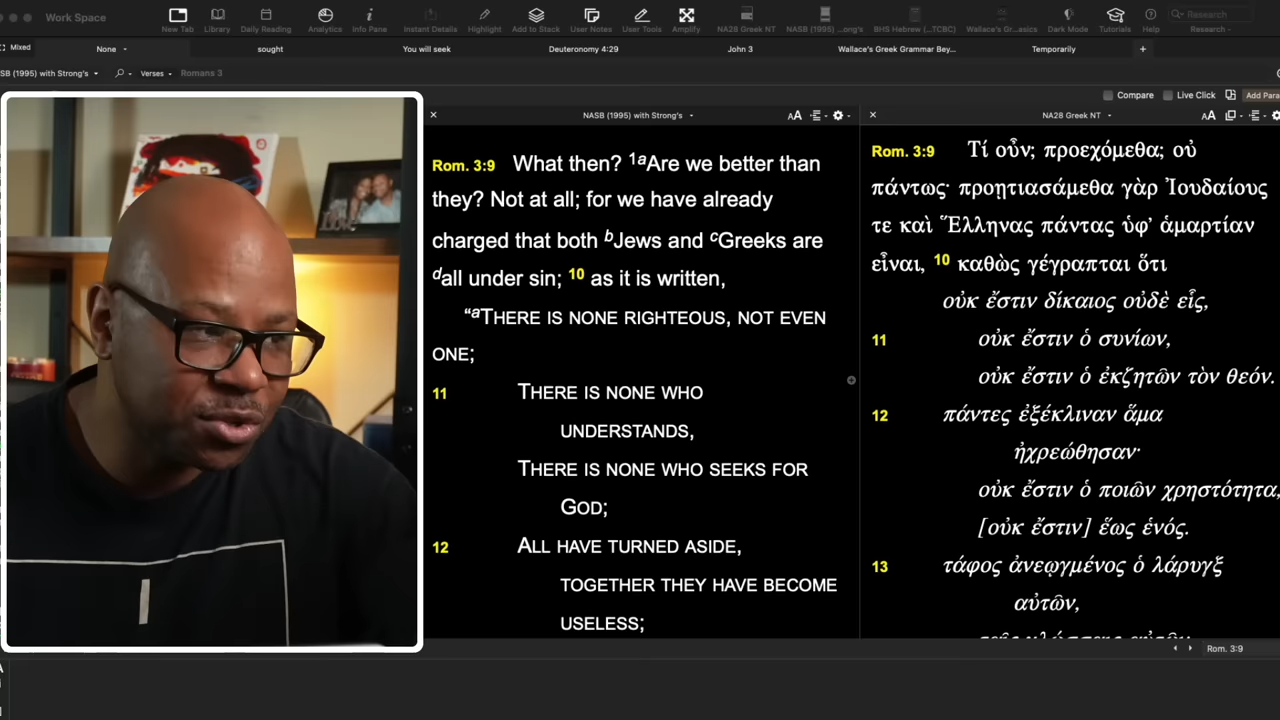 Work Space
New Tab
Library
Daily Reading
Analytics
Info Pane
Instant Details
Highlight
Add to Stack
User Notes
User Tools
Amplify
NA28 Greek NT
NASB (1995) ...ong's
BHS Hebrew (...TCBC)
Wallace's Gr...asics
Dark Mode
Tutorials
Help
Research
Research
Mixed
None
sought
You will seek
Deuteronomy 4:29
John 3
Wallace's Greek Grammar Bey...
Temporarily
SB (1995) with Strong's
Verses
Romans 3
Compare
Live Click
Add Para
NASB (1995) with Strong's
Rom. 3:9 What then? 1aAre we better than
they? Not at all; for we have already
charged that both bJews and cGreeks are
dall under sin; 10 as it is written,
“aTHERE IS NONE RIGHTEOUS, NOT EVEN
ONE;
11 THERE IS NONE WHO
UNDERSTANDS,
THERE IS NONE WHO SEEKS FOR
GOD;
12 ALL HAVE TURNED ASIDE,
TOGETHER THEY HAVE BECOME
USELESS;
NA28 Greek NT
Rom. 3:9 Τί οὖν; προεχόμεθα; οὐ
πάντως· προῃτιασάμεθα γὰρ Ἰουδαίους
τε καὶ Ἕλληνας πάντας ὑφ’ ἁμαρτίαν
εἶναι, 10 καθὼς γέγραπται ὅτι
οὐκ ἔστιν δίκαιος οὐδὲ εἷς,
11 οὐκ ἔστιν ὁ συνίων,
οὐκ ἔστιν ὁ ἐκζητῶν τὸν θεόν.
12 πάντες ἐξέκλιναν ἅμα
ἠχρεώθησαν·
οὐκ ἔστιν ὁ ποιῶν χρηστότητα,
[οὐκ ἔστιν] ἕως ἑνός.
13 τάφος ἀνεῳγμένος ὁ λάρυγξ
αὐτῶν,
Rom. 3:9